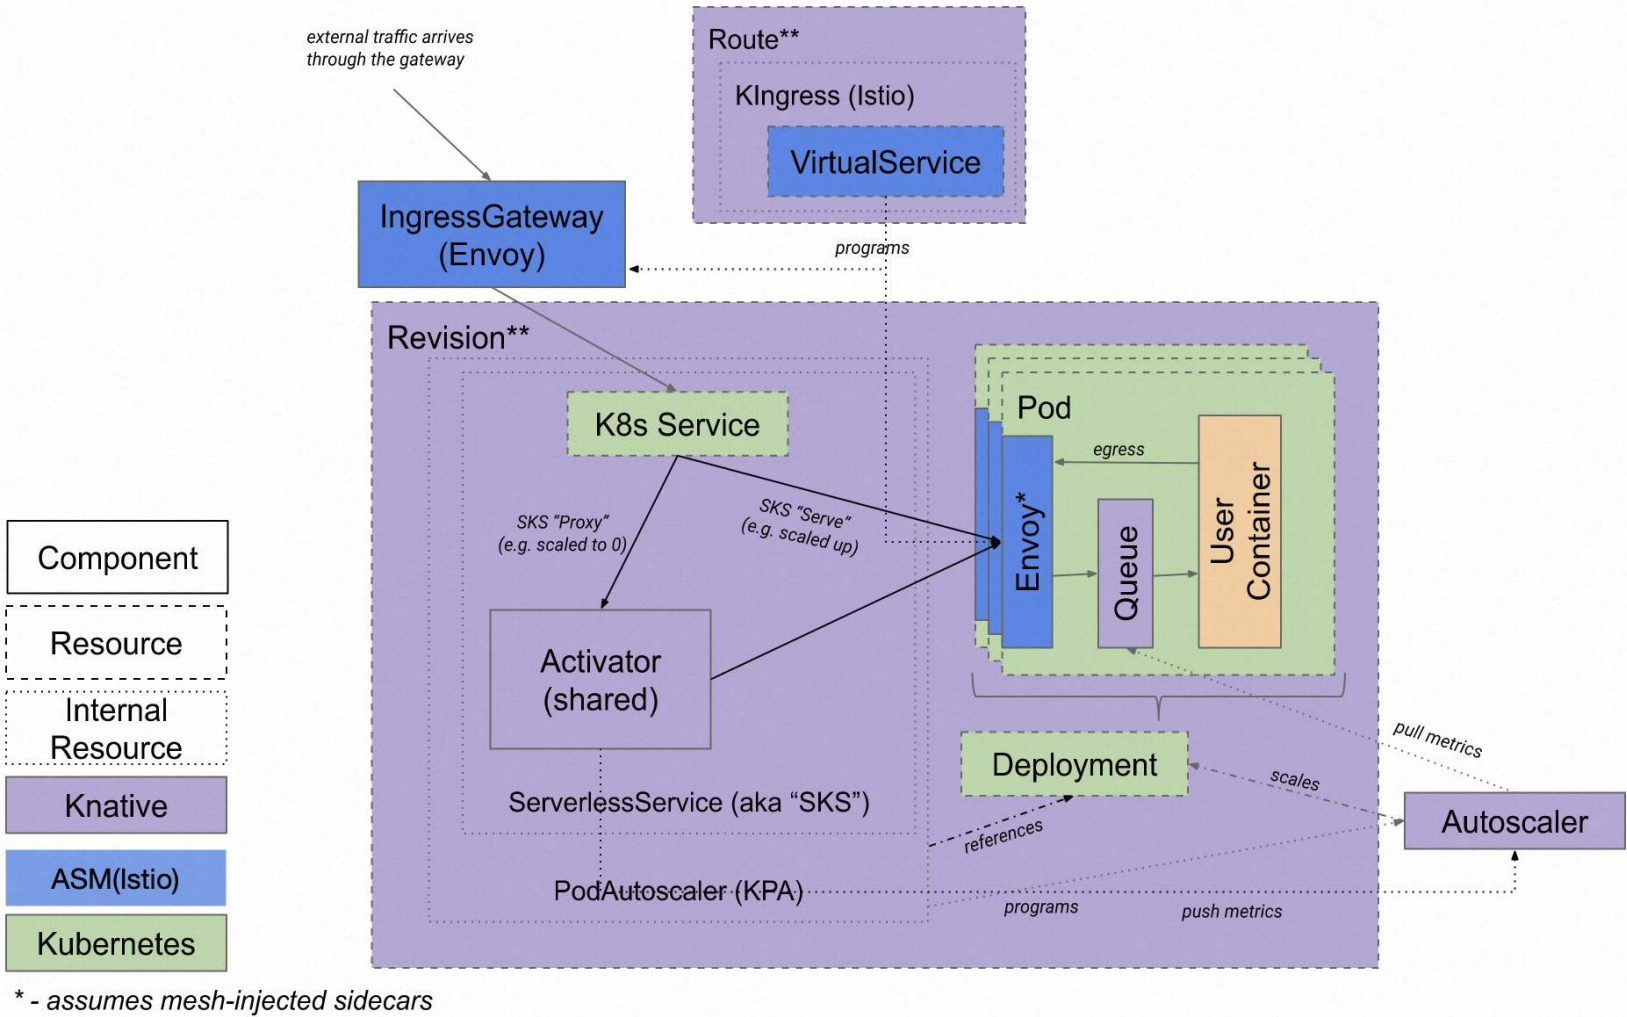 external traffic arrives
through the gateway
Route**
KIngress (Istio)
VirtualService
IngressGateway
(Envoy)
programs
Revision**
K8s Service
SKS “Proxy”
(e.g. scaled to 0)
SKS “Serve”
(e.g. scaled up)
Pod
egress
Envoy*
Queue
User
Container
Activator
(shared)
ServerlessService (aka “SKS”)
PodAutoscaler (KPA)
Deployment
references
scales
pull metrics
Autoscaler
programs
push metrics
Component
Resource
Internal
Resource
Knative
ASM(Istio)
Kubernetes
* - assumes mesh-injected sidecars